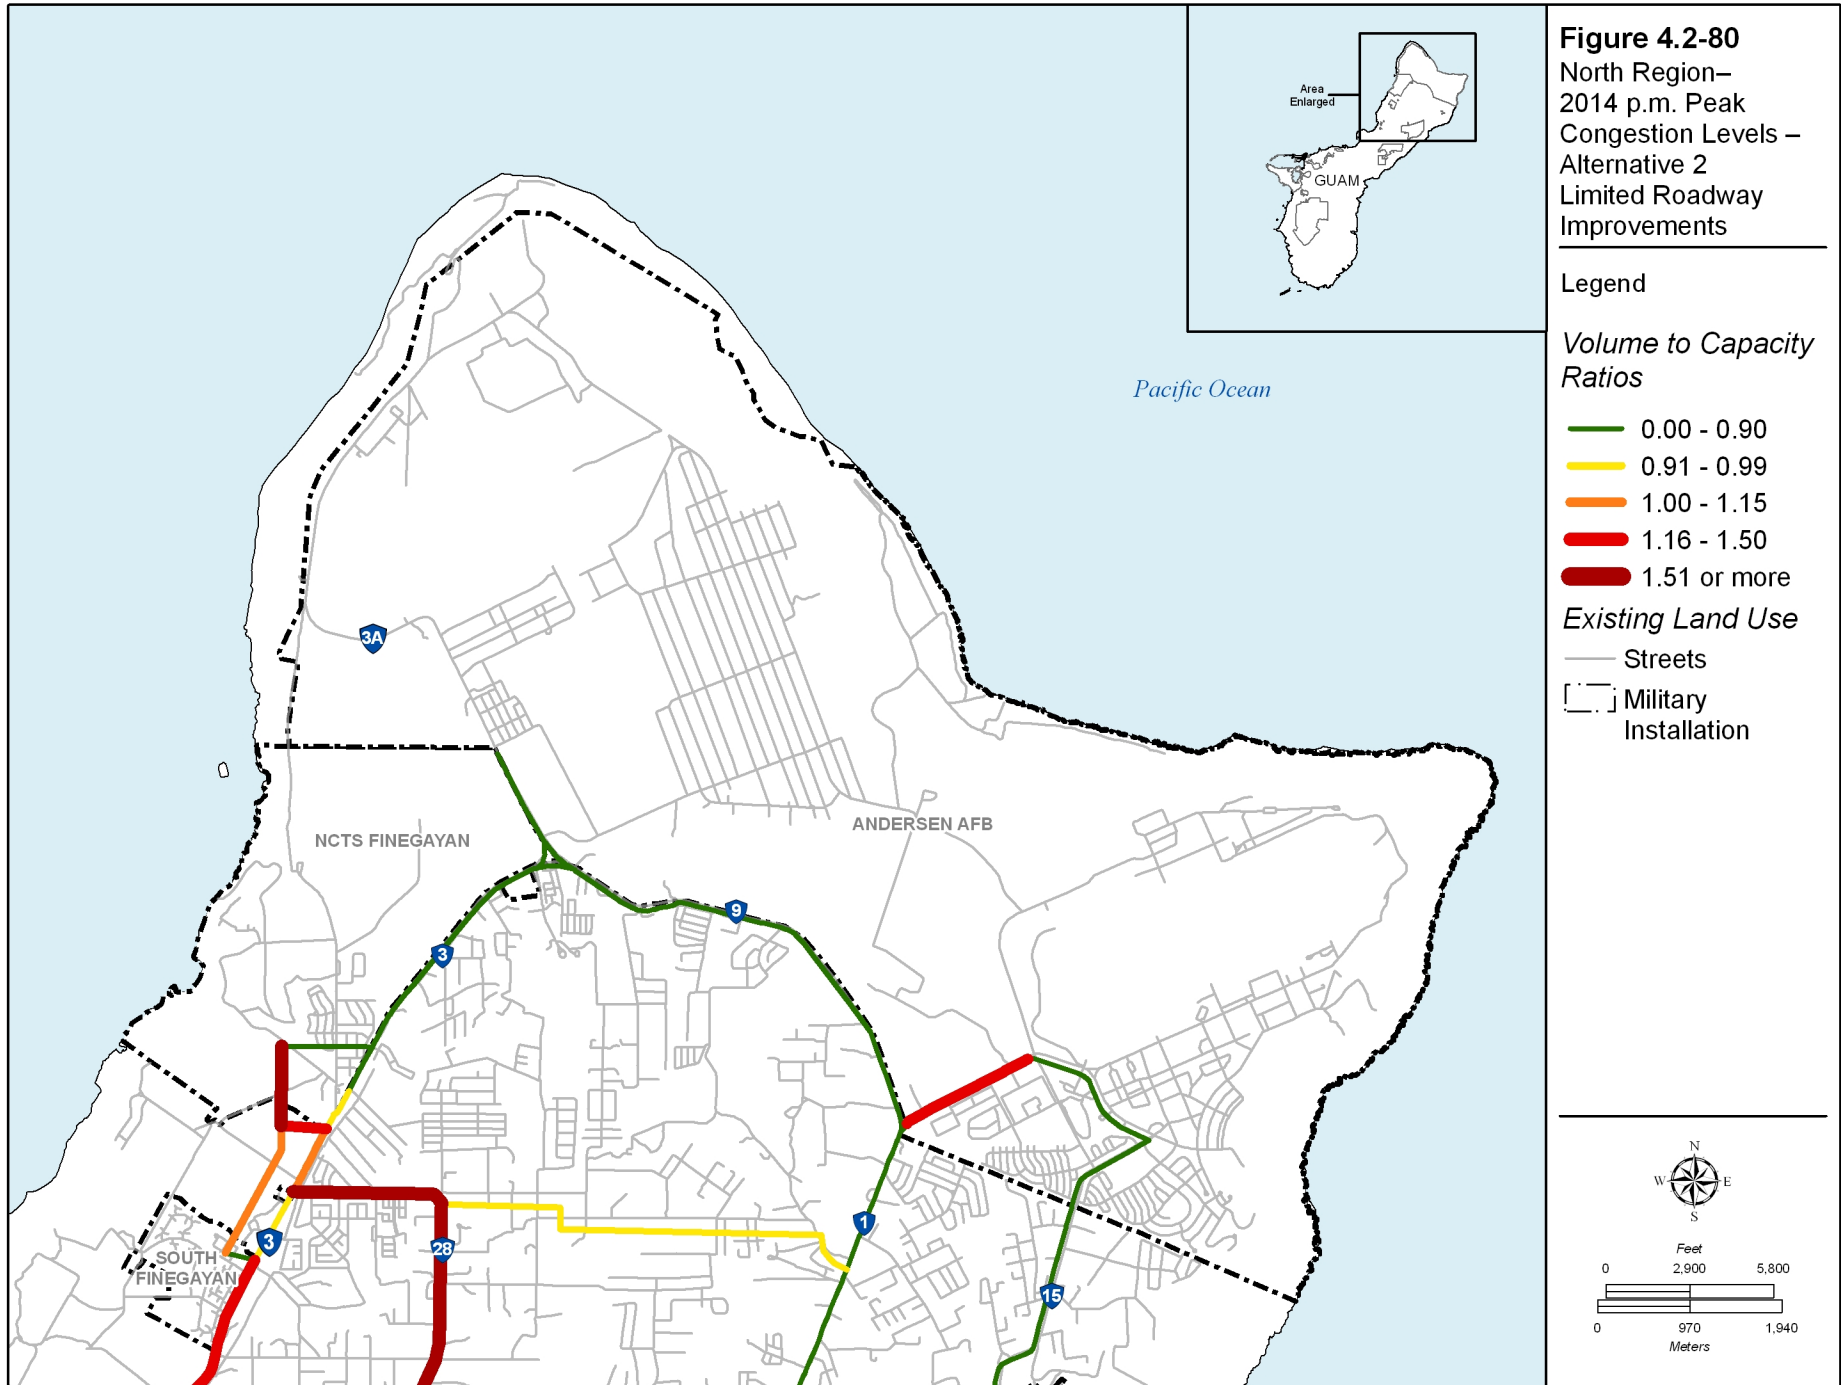 Figure 4.2-80
North Region–
2014 p.m. Peak
Congestion Levels –
Alternative 2
Limited Roadway
Improvements
Legend
Volume to Capacity
Ratios
0.00 - 0.90
0.91 - 0.99
1.00 - 1.15
1.16 - 1.50
1.51 or more
Existing Land Use
Streets
Military
Installation
N
W E
S
Feet
0 2,900 5,800
0 970 1,940
Meters
Area
Enlarged
GUAM
Pacific Ocean
3A
NCTS FINEGAYAN
ANDERSEN AFB
9
3
1
3
28
SOUTH
FINEGAYAN
15